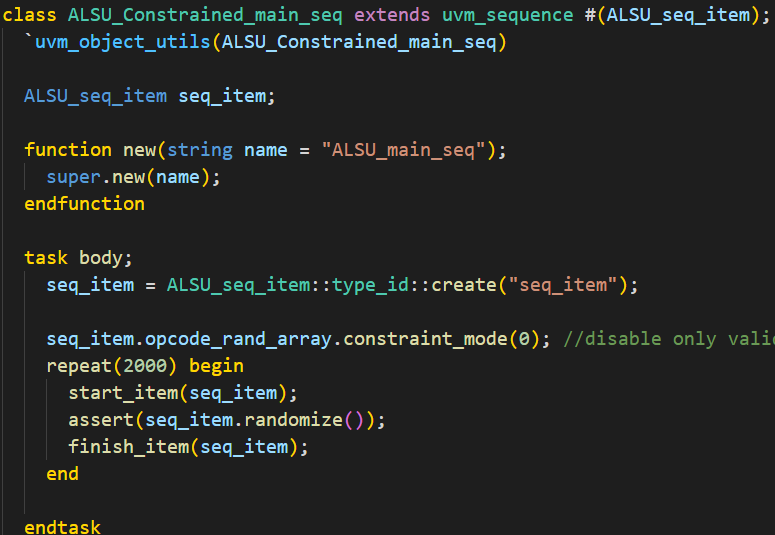 class ALSU_Constrained_main_seq extends uvm_sequence #(ALSU_seq_item);
`uvm_object_utils(ALSU_Constrained_main_seq)
ALSU_seq_item seq_item;
function new(string name = "ALSU_main_seq");
super.new(name);
endfunction
task body;
seq_item = ALSU_seq_item::type_id::create("seq_item");
seq_item.opcode_rand_array.constraint_mode(0); //disable only
repeat(2000) begin
start_item(seq_item);
assert(seq_item.randomize());
finish_item(seq_item);
end
endtask